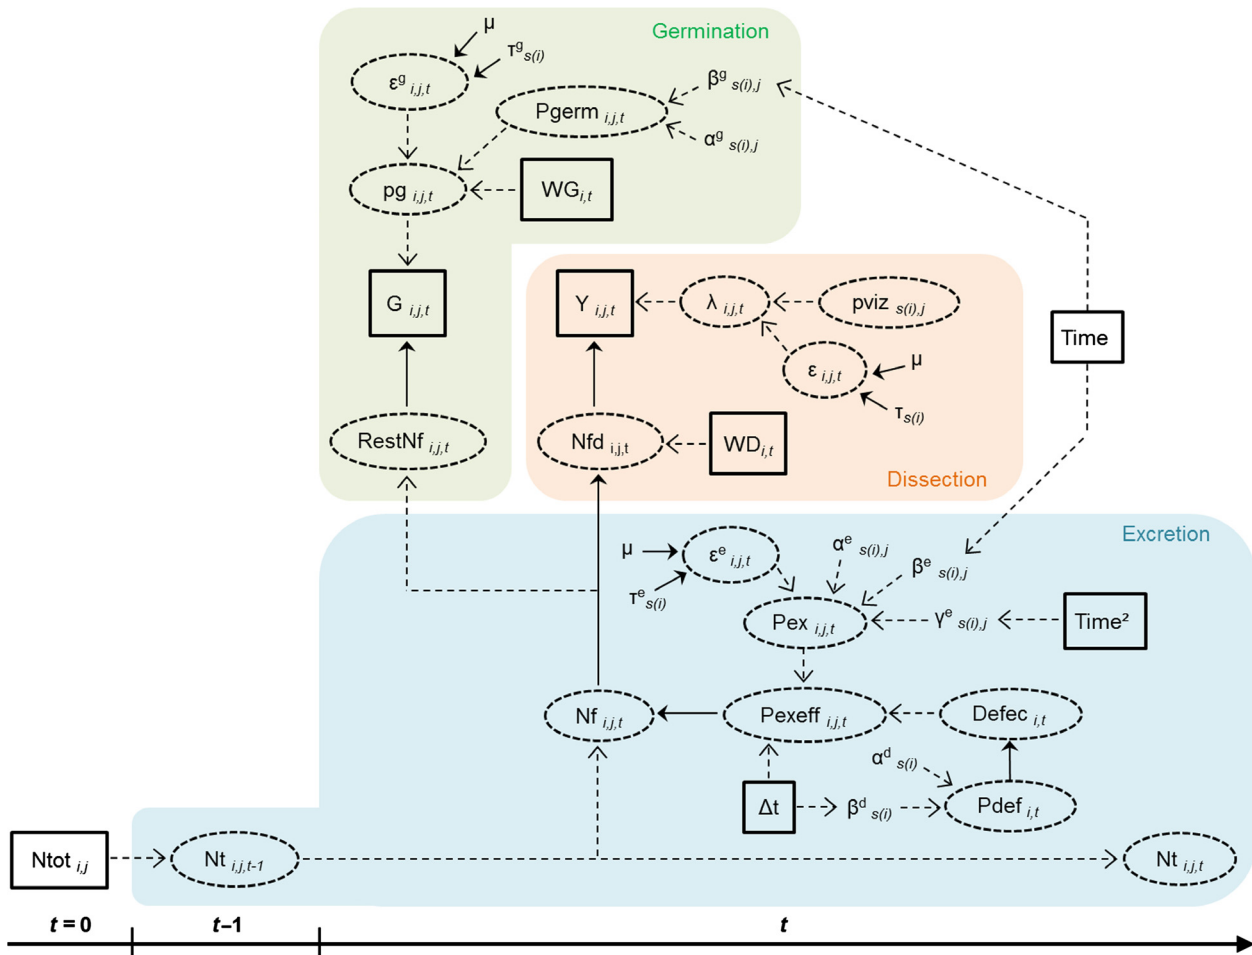 Germination
μ
τᵍ s(i)
εᵍ i,j,t
βᵍ s(i),j
Pgerm i,j,t
αᵍ s(i),j
pg i,j,t
WG i,t
G i,j,t
Y i,j,t
λ i,j,t
pviz s(i),j
Time
ε i,j,t
μ
τ s(i)
RestNf i,j,t
Nfd i,j,t
WD i,t
Dissection
Excretion
μ
εᵉ i,j,t
αᵉ s(i),j
βᵉ s(i),j
τᵉ s(i)
Pex i,j,t
γᵉ s(i),j
Time²
Nf i,j,t
Pexeff i,j,t
Defec i,t
αᵈ s(i)
Δt
βᵈ s(i)
Pdef i,t
Ntot i,j
Nt i,j,t-1
Nt i,j,t
t = 0
t–1
t